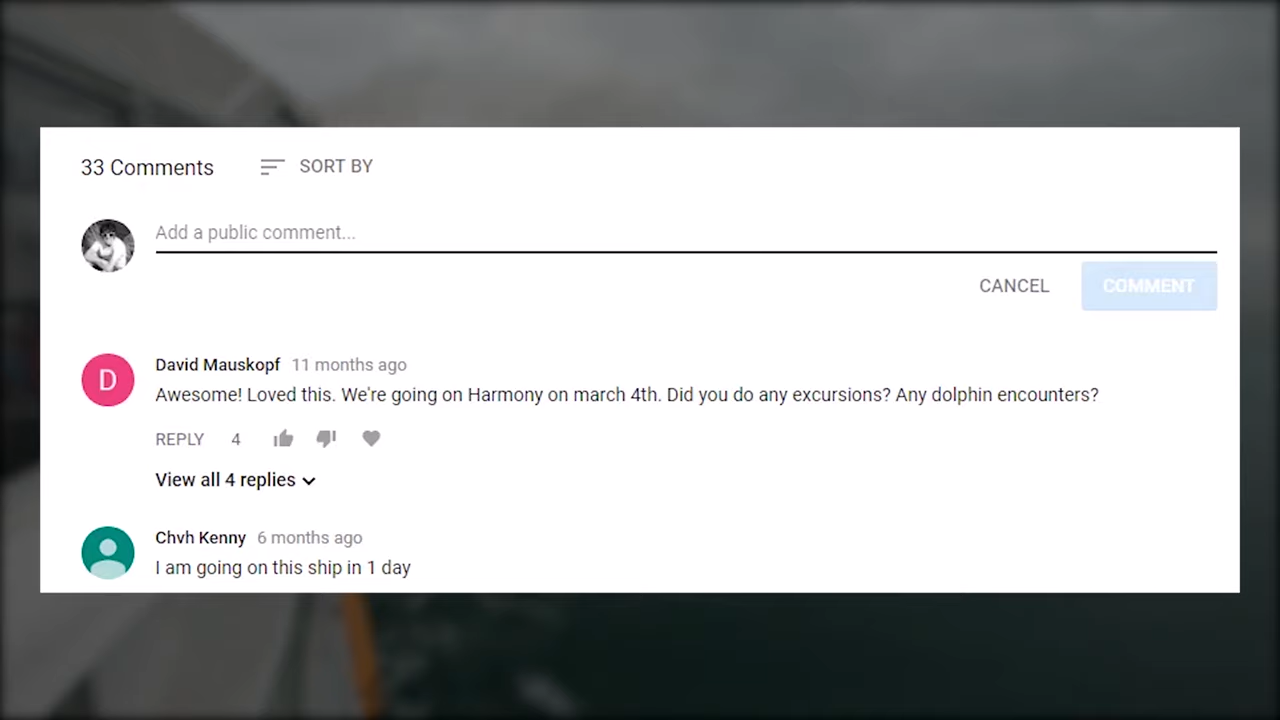 33 Comments SORT BY
Add a public comment...
CANCEL COMMENT
D David Mauskopf 11 months ago
Awesome! Loved this. We're going on Harmony on march 4th. Did you do any excursions? Any dolphin encounters?
REPLY 4
View all 4 replies
Chvh Kenny 6 months ago
I am going on this ship in 1 day